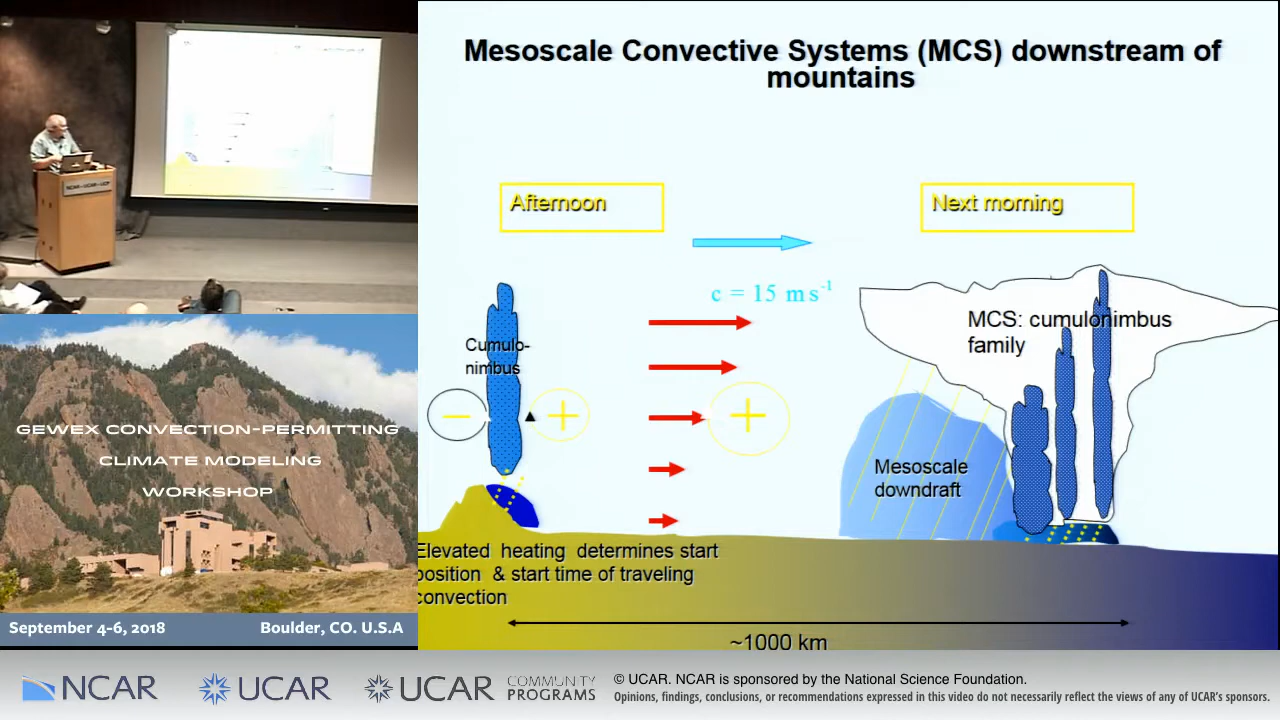 Mesoscale Convective Systems (MCS) downstream of
mountains
Afternoon
Next morning
c = 15 m s-1
Cumulo-
nimbus
MCS: cumulonimbus
family
Mesoscale
downdraft
Elevated heating determines start
position & start time of traveling
convection
~1000 km
NCAR-UCAR-UCP
GEWEX CONVECTION-PERMITTING
CLIMATE MODELING
WORKSHOP
September 4-6, 2018
Boulder, CO. U.S.A
NCAR
UCAR
UCAR
COMMUNITY
PROGRAMS
© UCAR. NCAR is sponsored by the National Science Foundation.
Opinions, findings, conclusions, or recommendations expressed in this video do not necessarily reflect the views of any of UCAR's sponsors.